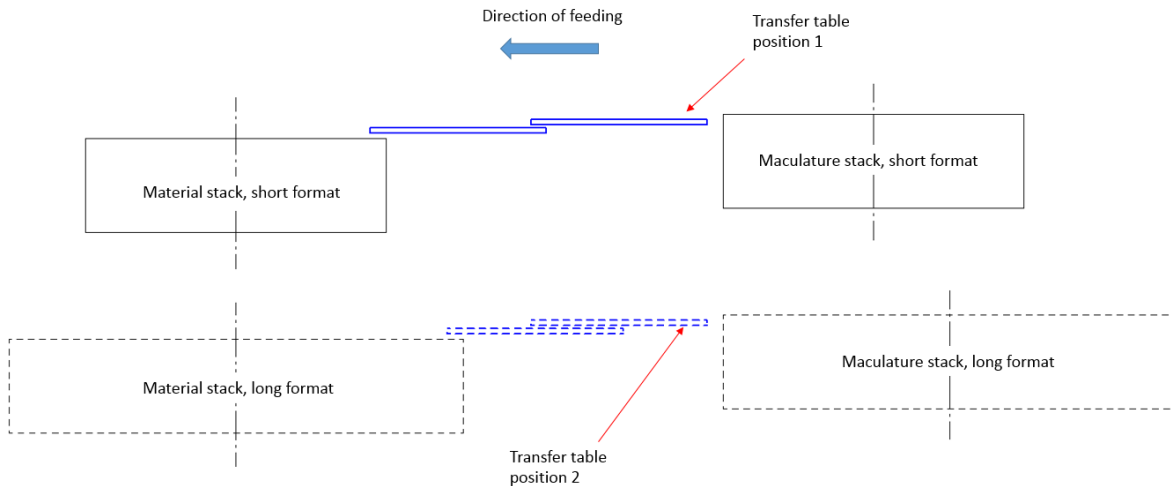 Direction of feeding
Transfer table
position 1
Material stack, short format
Maculature stack, short format
Material stack, long format
Maculature stack, long format
Transfer table
position 2